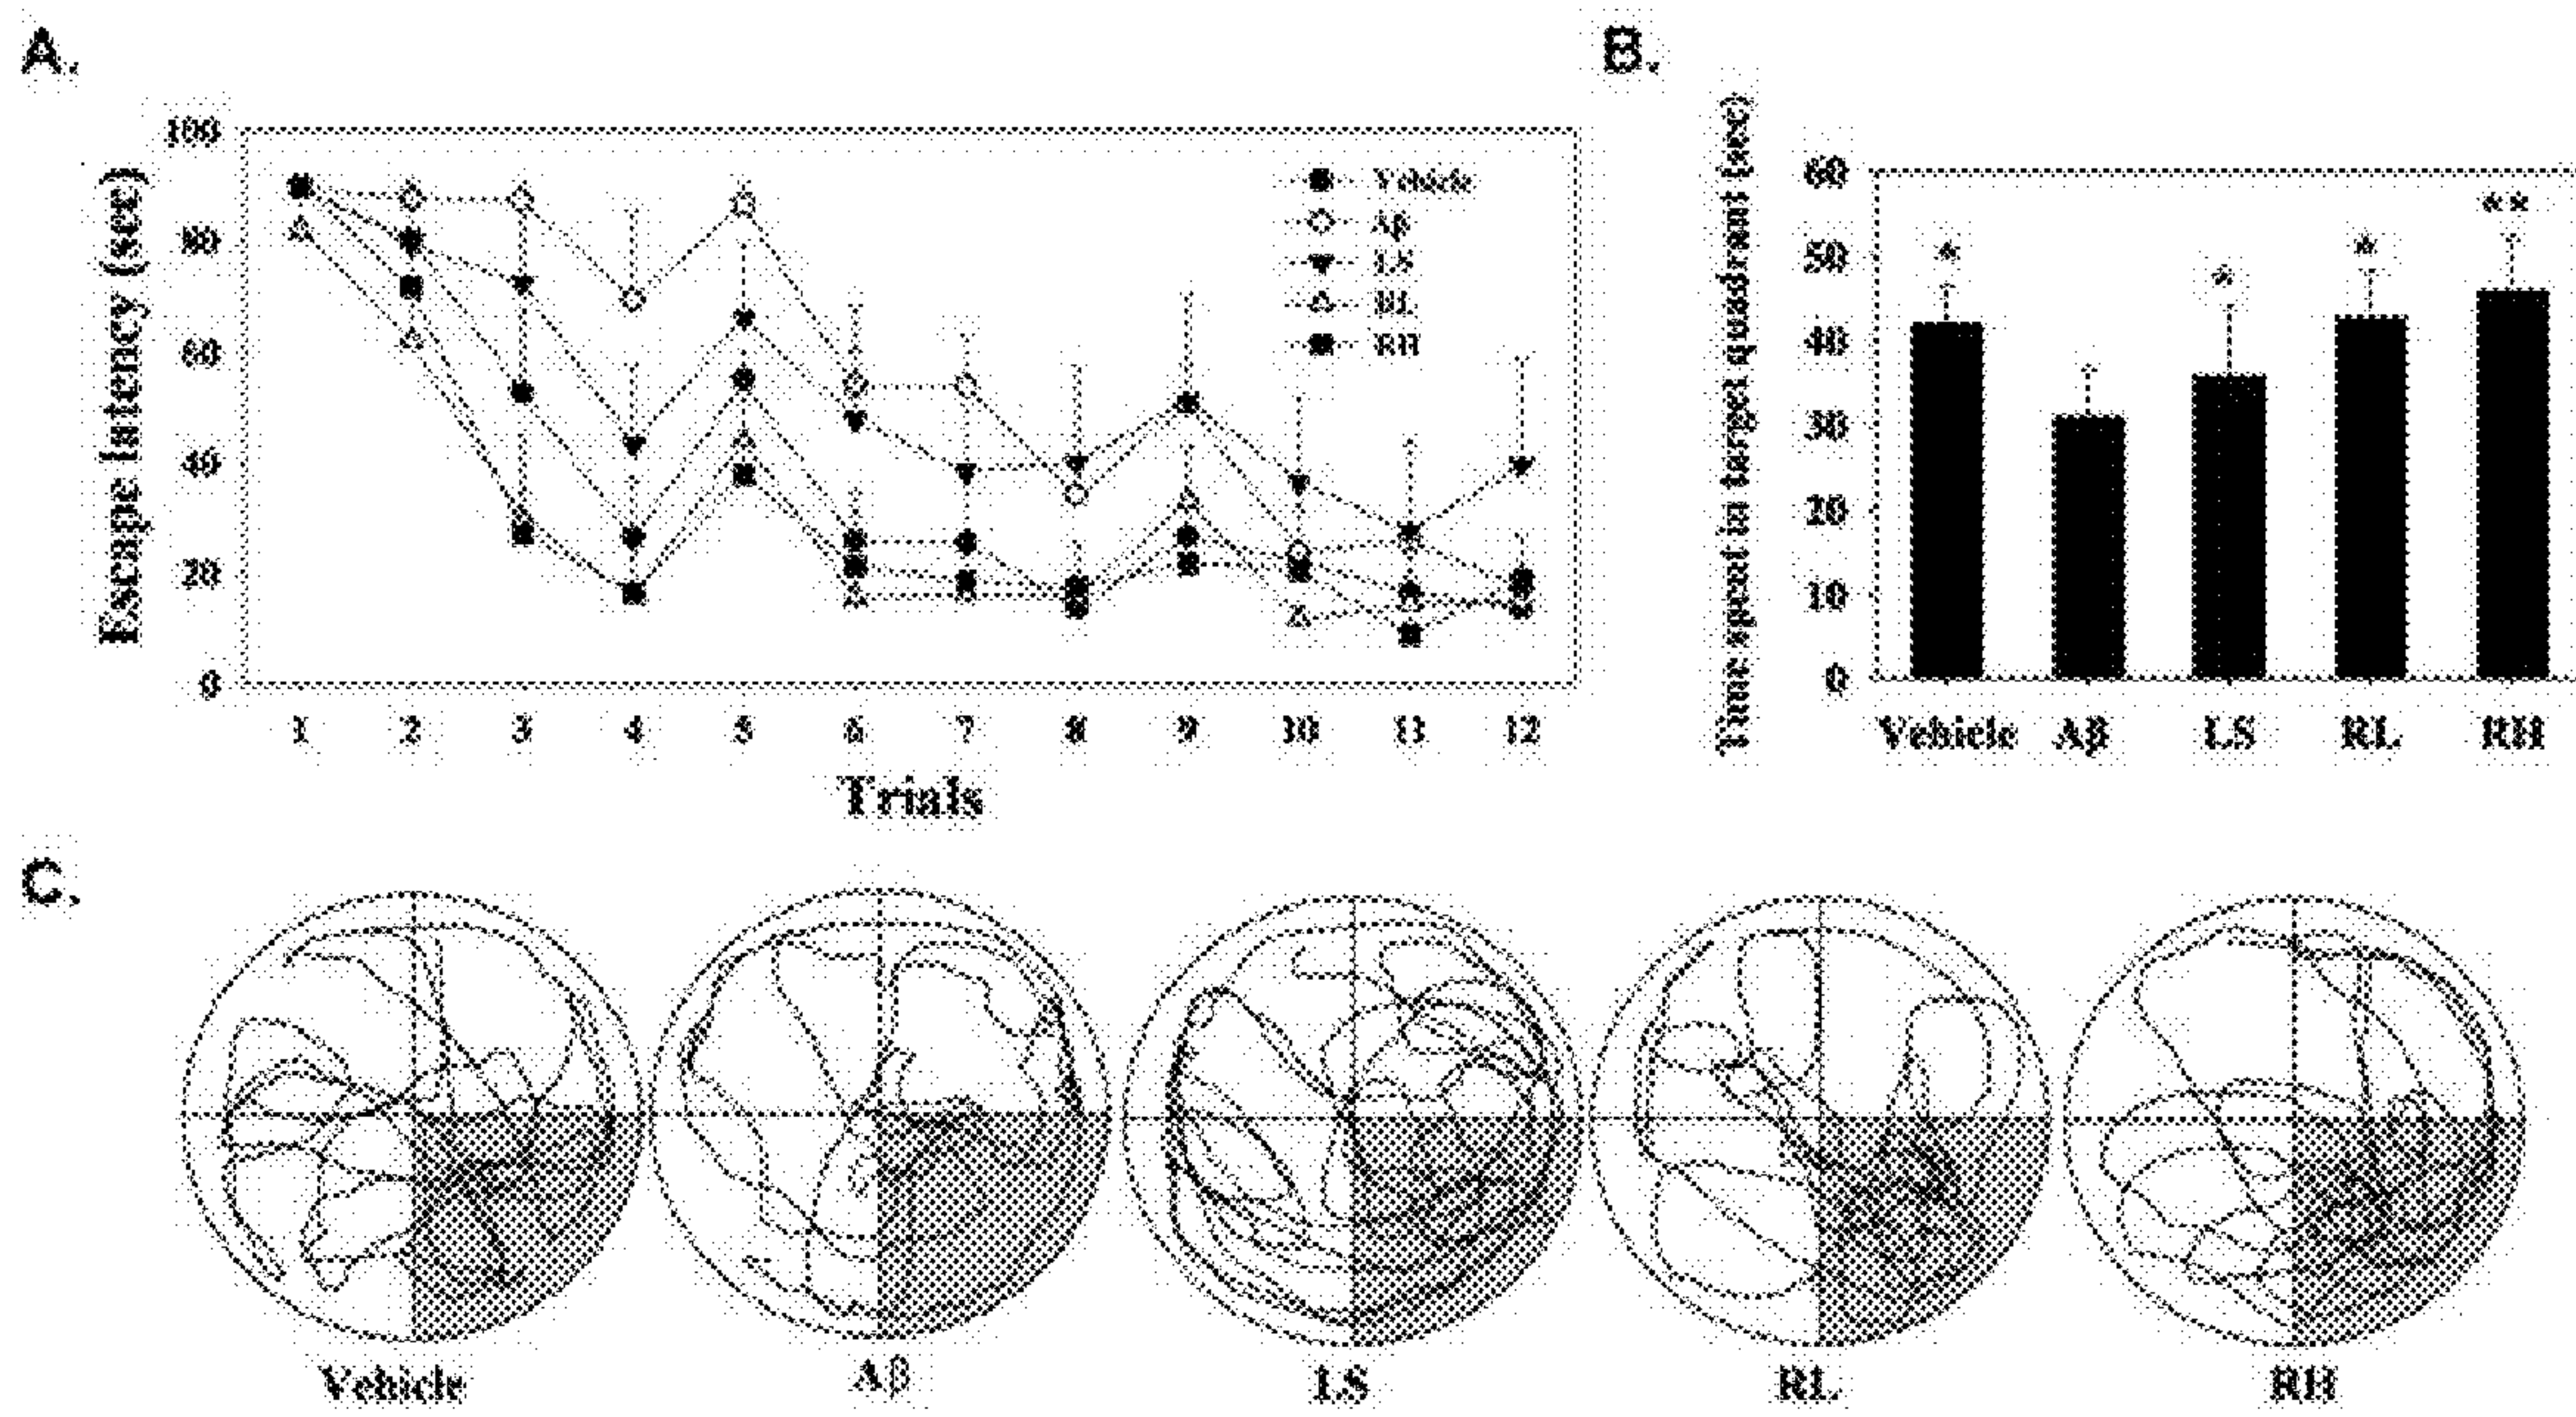 A.
B.
Escape latency (sec)
100
80
60
40
20
0
Vehicle
Aβ
LS
RL
RH
1 2 3 4 5 6 7 8 9 10 11 12
Trials
Time spent in target quadrant (sec)
60
50
40
30
20
10
0
*
*
*
**
Vehicle Aβ LS RL RH
C.
Vehicle Aβ LS RL RH